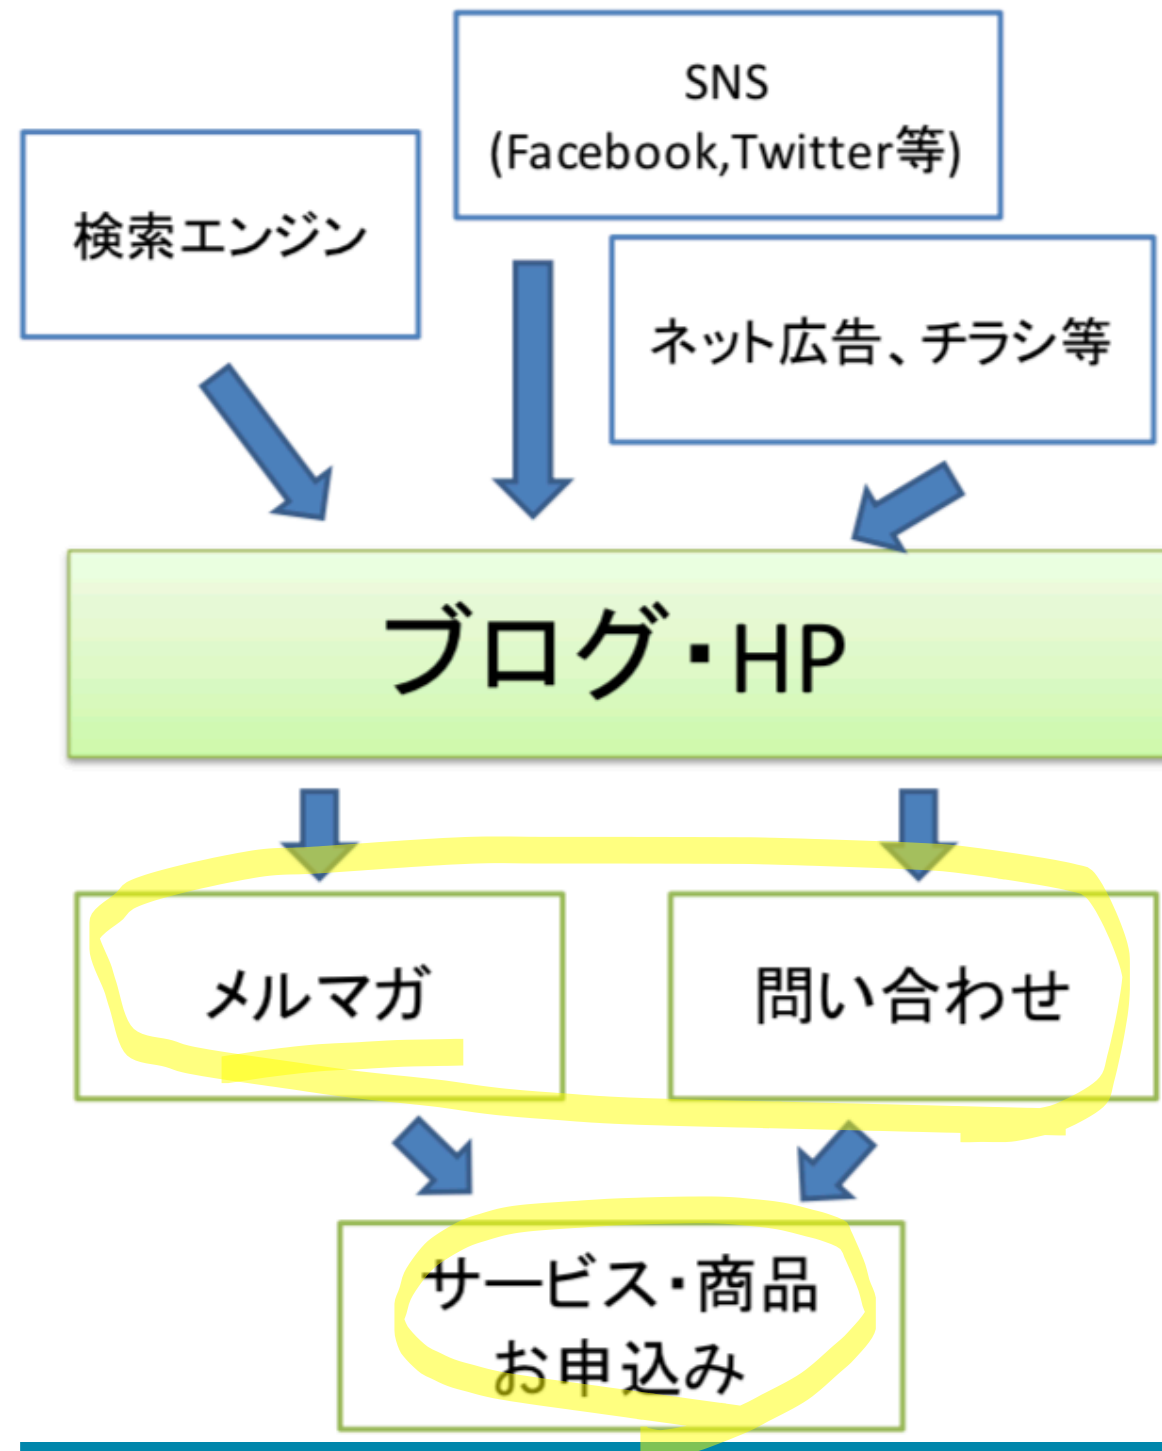 SNS
(Facebook,Twitter等)
検索エンジン
ネット広告、チラシ等
ブログ・HP
メルマガ
問い合わせ
サービス・商品
お申込み